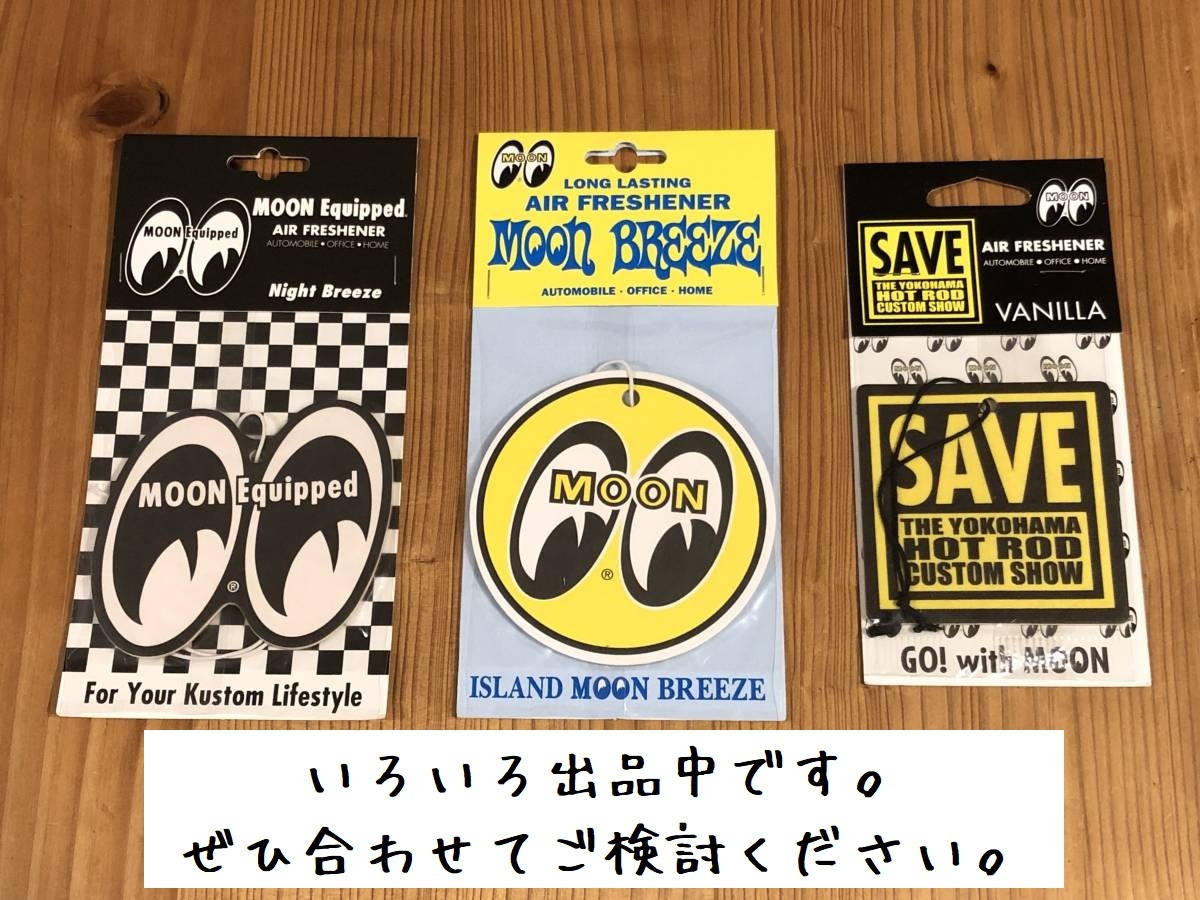 MOON Equipped
MOON Equipped
AIR FRESHENER
AUTOMOBILE • OFFICE • HOME
Night Breeze
MOON Equipped
®
For Your Kustom Lifestyle
MOON
LONG LASTING
AIR FRESHENER
MOON BREEZE
AUTOMOBILE · OFFICE · HOME
MOON
®
ISLAND MOON BREEZE
MOON
SAVE
THE YOKOHAMA
HOT ROD
CUSTOM SHOW
AIR FRESHENER
AUTOMOBILE • OFFICE • HOME
VANILLA
SAVE
THE YOKOHAMA
HOT ROD
CUSTOM SHOW
GO! with MOON
いろいろ出品中です。
ぜひ合わせてご検討ください。